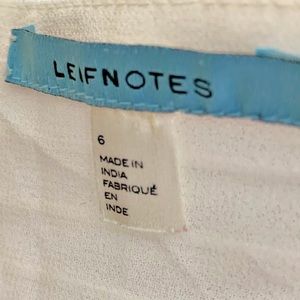 LEIFNOTES
6
MADE IN
INDIA
FABRIQUÉ
EN
INDE